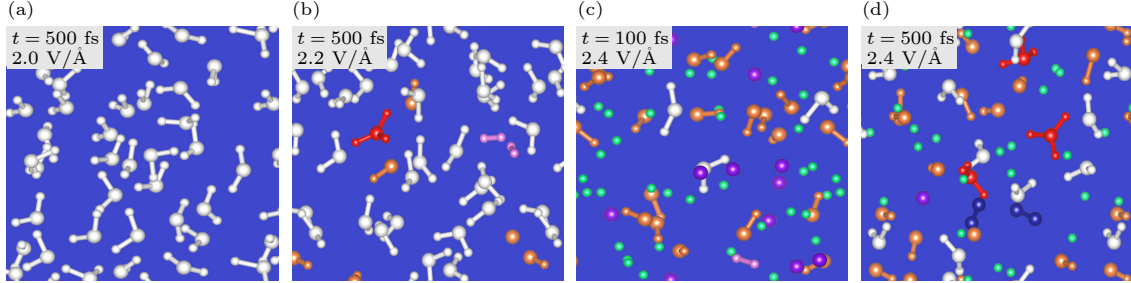 (a)
t = 500 fs
2.0 V/Å
(b)
t = 500 fs
2.2 V/Å
(c)
t = 100 fs
2.4 V/Å
(d)
t = 500 fs
2.4 V/Å